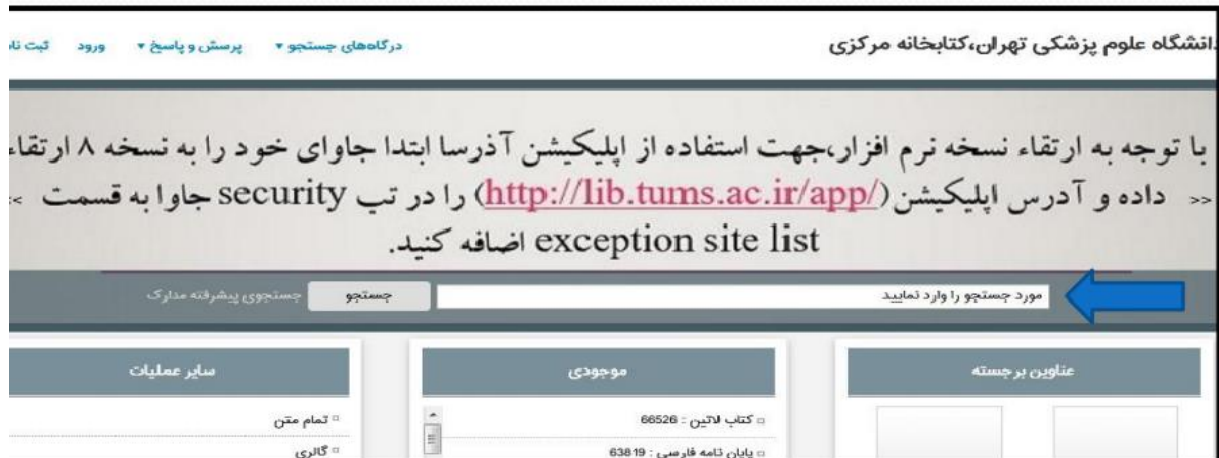 دانشگاه علوم پزشکی تهران،کتابخانه مرکزی
درگاه‌های جستجو ▾ پرسش و پاسخ ▾ ورود ثبت نا
با توجه به ارتقاء نسخه نرم افزار،جهت استفاده از اپلیکیشن آذرسا ابتدا جاوای خود را به نسخه ۸ ارتقاء
>> داده و آدرس اپلیکیشن (http://lib.tums.ac.ir/app/) را در تب security جاوا به قسمت <<
exception site list اضافه کنید.
مورد جستجو را وارد نمایید جستجو جستجوی پیشرفته مدارک
عناوین برجسته موجودی سایر عملیات
کتاب لاتین : 66526 تمام متن
پایان نامه فارسی : 63819 گالری